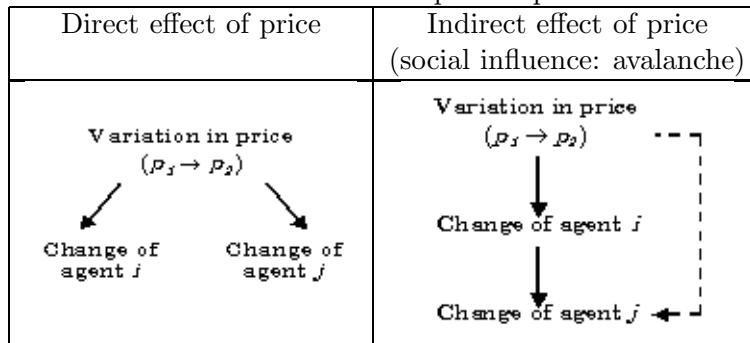 Direct effect of price
Indirect effect of price
(social influence: avalanche)
Variation in price
(p₁ → p₂)
Change of
agent i
Change of
agent j
Variation in price
(p₁ → p₂)
Change of agent i
Change of agent j